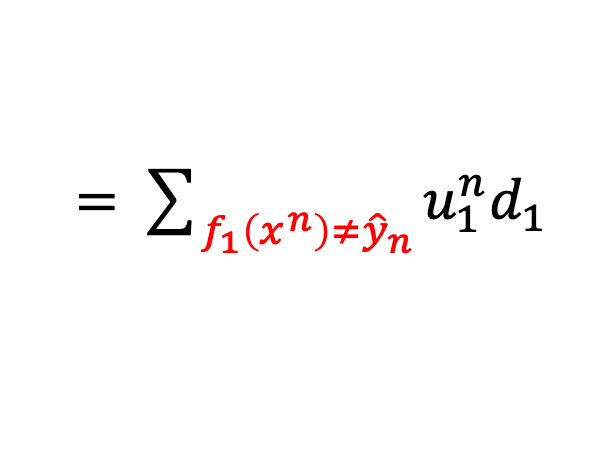 = ∑_{f₁(xⁿ)≠ŷₙ} u₁ⁿd₁